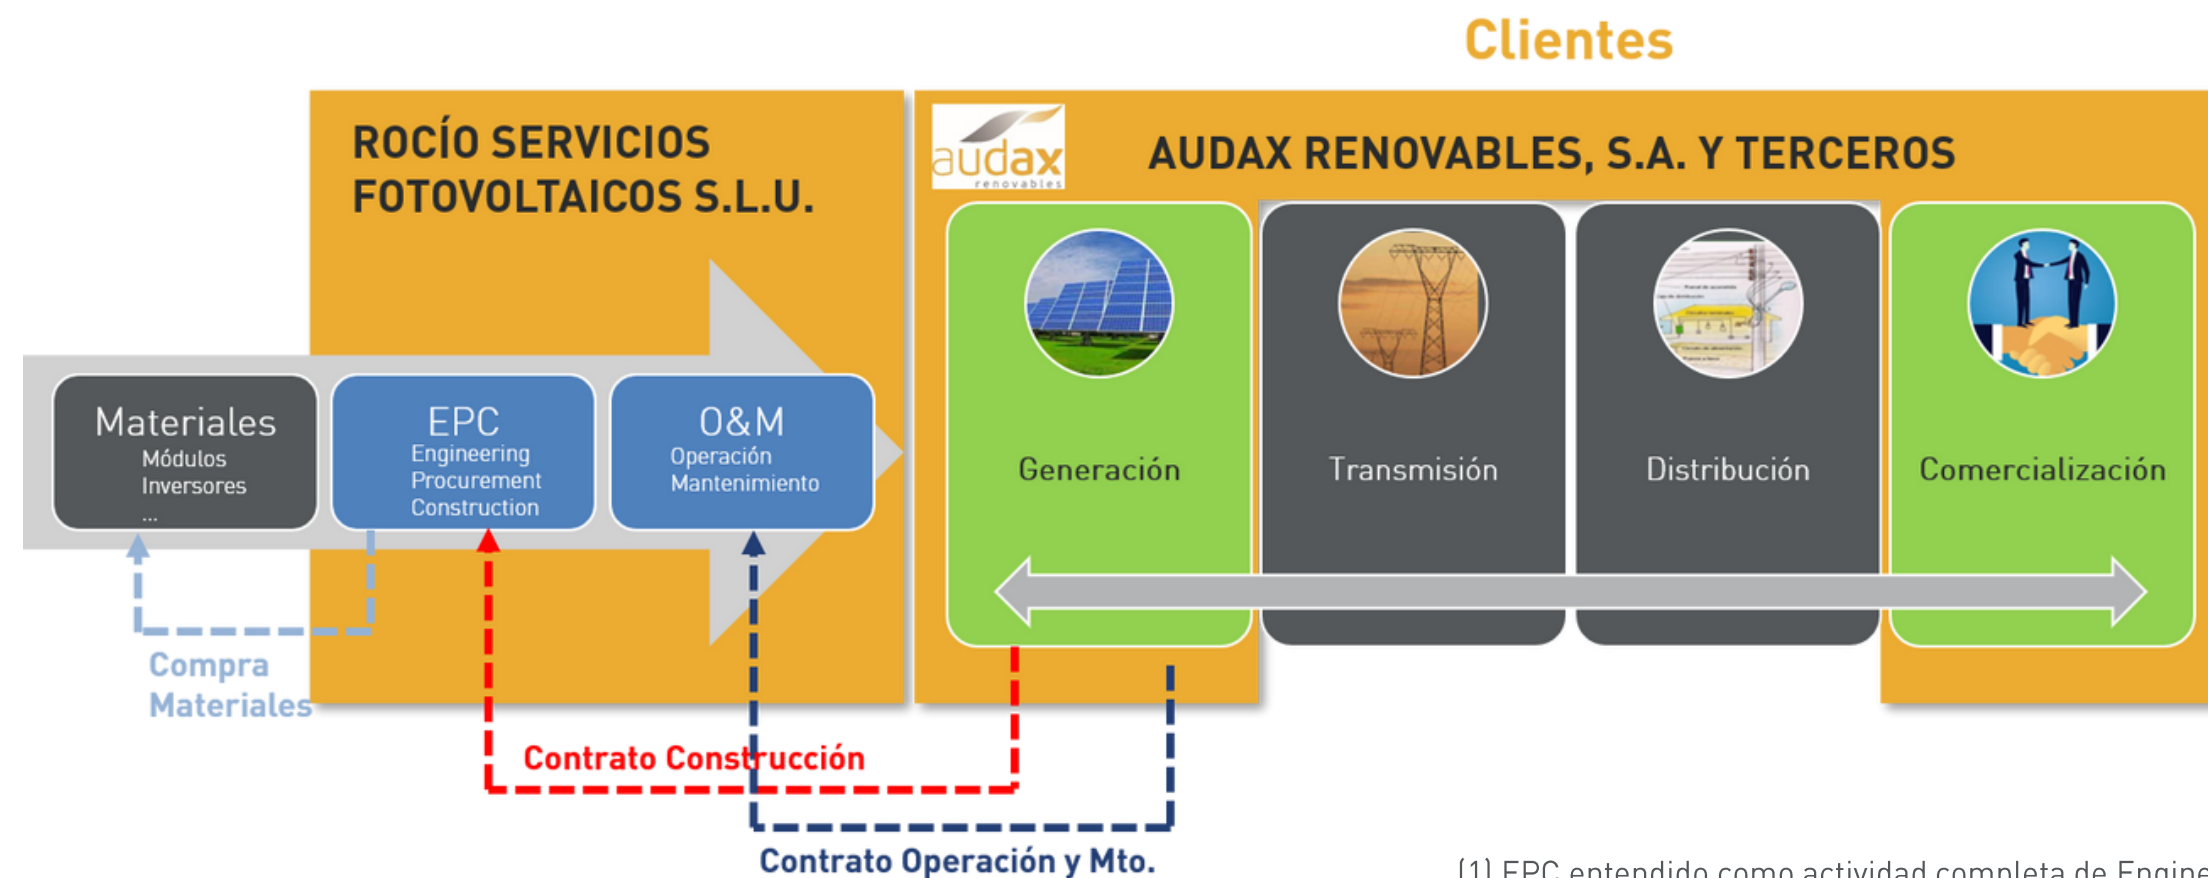 Clientes
ROCÍO SERVICIOS
FOTOVOLTAICOS S.L.U.
audax
renovables
AUDAX RENOVABLES, S.A. Y TERCEROS
Materiales
Módulos
Inversores
...
EPC
Engineering
Procurement
Construction
O&M
Operación
Mantenimiento
Generación
Transmisión
Distribución
Comercialización
Compra
Materiales
Contrato Construcción
Contrato Operación y Mto.
(1) EPC entendido como actividad completa de Engine